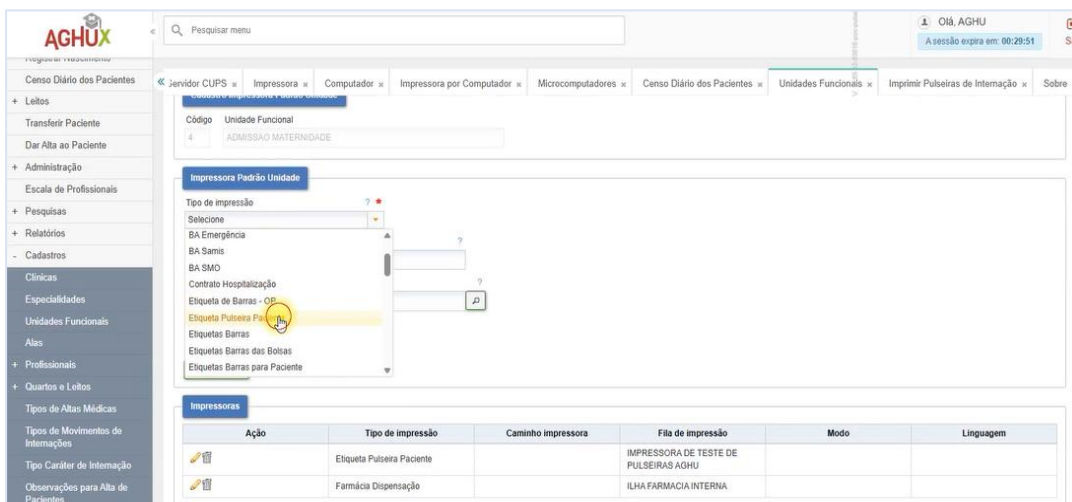 AGHUX
Pesquisar menu
Olá, AGHU
A sessão expira em: 00:29:51
Registrar Nascimento
Censo Diário dos Pacientes
+ Leitos
Transferir Paciente
Dar Alta ao Paciente
+ Administração
Escala de Profissionais
+ Pesquisas
+ Relatórios
- Cadastros
Clínicas
Especialidades
Unidades Funcionais
Alas
+ Profissionais
+ Quartos e Leitos
Tipos de Altas Médicas
Tipos de Movimentos de
Internações
Tipo Caráter de Internação
Observações para Alta de
Pacientes
« Servidor CUPS × Impressora × Computador × Impressora por Computador × Microcomputadores × Censo Diário dos Pacientes × Unidades Funcionais × Imprimir Pulseiras de Internação × Sobre
Cadastro Impressora Padrão Unidade
Código Unidade Funcional
4 ADMISSAO MATERNIDADE
Impressora Padrão Unidade
Tipo de impressão ? *
Selecione
BA Emergência
BA Samis
BA SMO
Contrato Hospitalização
Etiqueta de Barras - OP
Etiqueta Pulseira Paciente
Etiquetas Barras
Etiquetas Barras das Bolsas
Etiquetas Barras para Paciente
?
?
Impressoras
Ação Tipo de impressão Caminho impressora Fila de impressão Modo Linguagem
Etiqueta Pulseira Paciente IMPRESSORA DE TESTE DE
PULSEIRAS AGHU
Farmácia Dispensação ILHA FARMACIA INTERNA